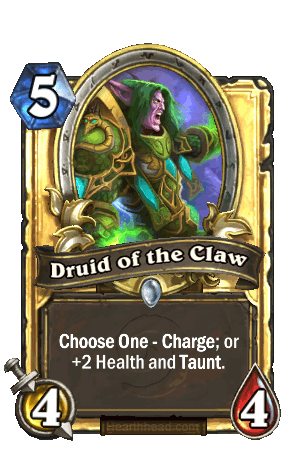 5
Druid of the Claw
Choose One - Charge; or
+2 Health and Taunt.
4
4
Hearthhead.com